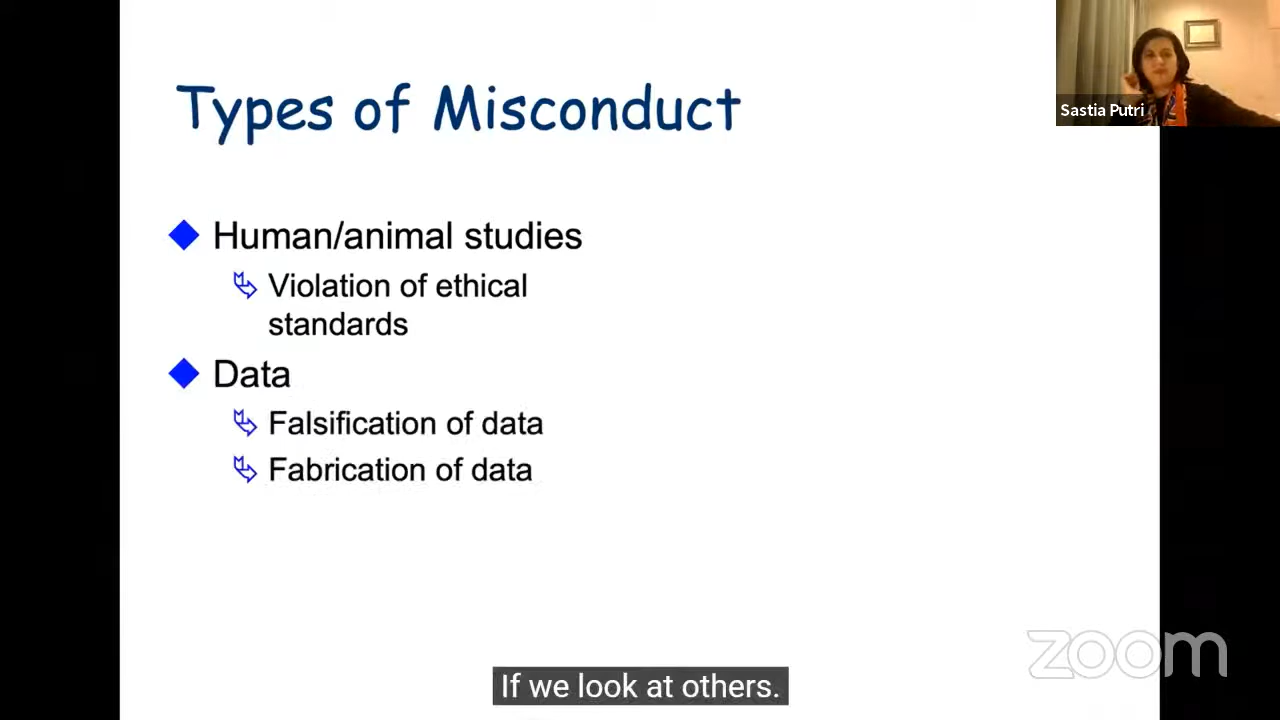 Types of Misconduct
Sastia Putri
Human/animal studies
Violation of ethical
standards
Data
Falsification of data
Fabrication of data
zoom
If we look at others.